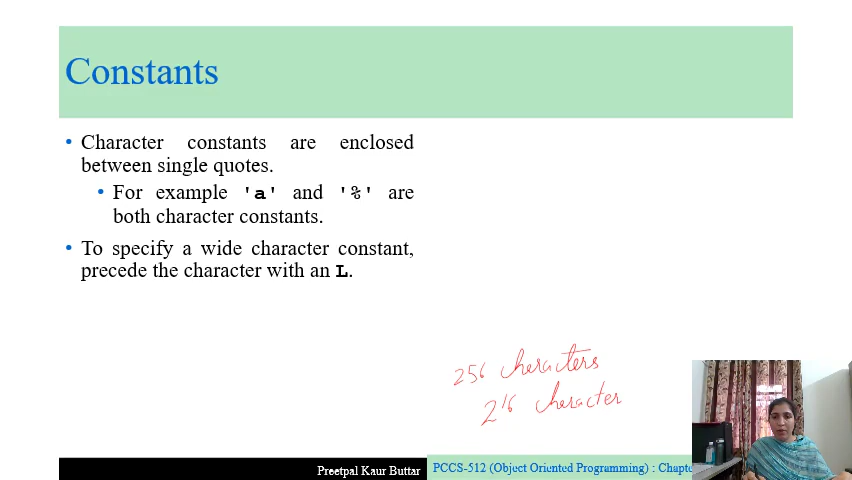 Constants
• Character constants are enclosed
between single quotes.
• For example 'a' and '%' are
both character constants.
• To specify a wide character constant,
precede the character with an L.
256 characters
2^16 character
Preetpal Kaur Buttar
PCCS-512 (Object Oriented Programming) : Chapte